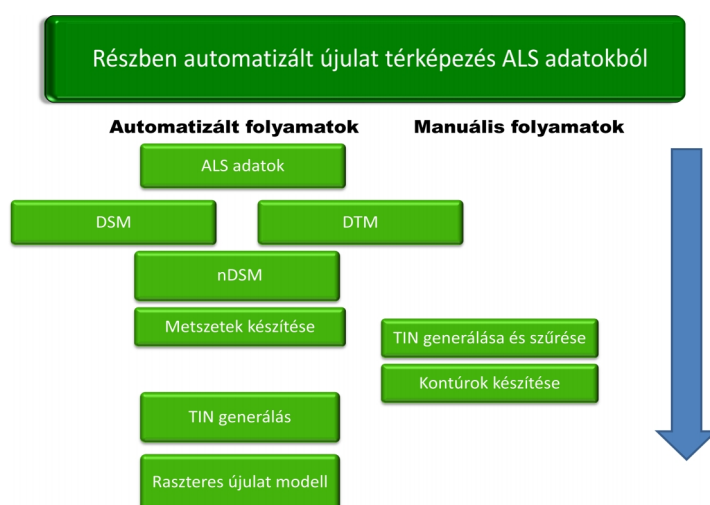 Részben automatizált újulat térképezés ALS adatokból
Automatizált folyamatok
Manuális folyamatok
ALS adatok
DSM
DTM
nDSM
Metszetek készítése
TIN generálása és szűrése
Kontúrok készítése
TIN generálás
Raszteres újulat modell